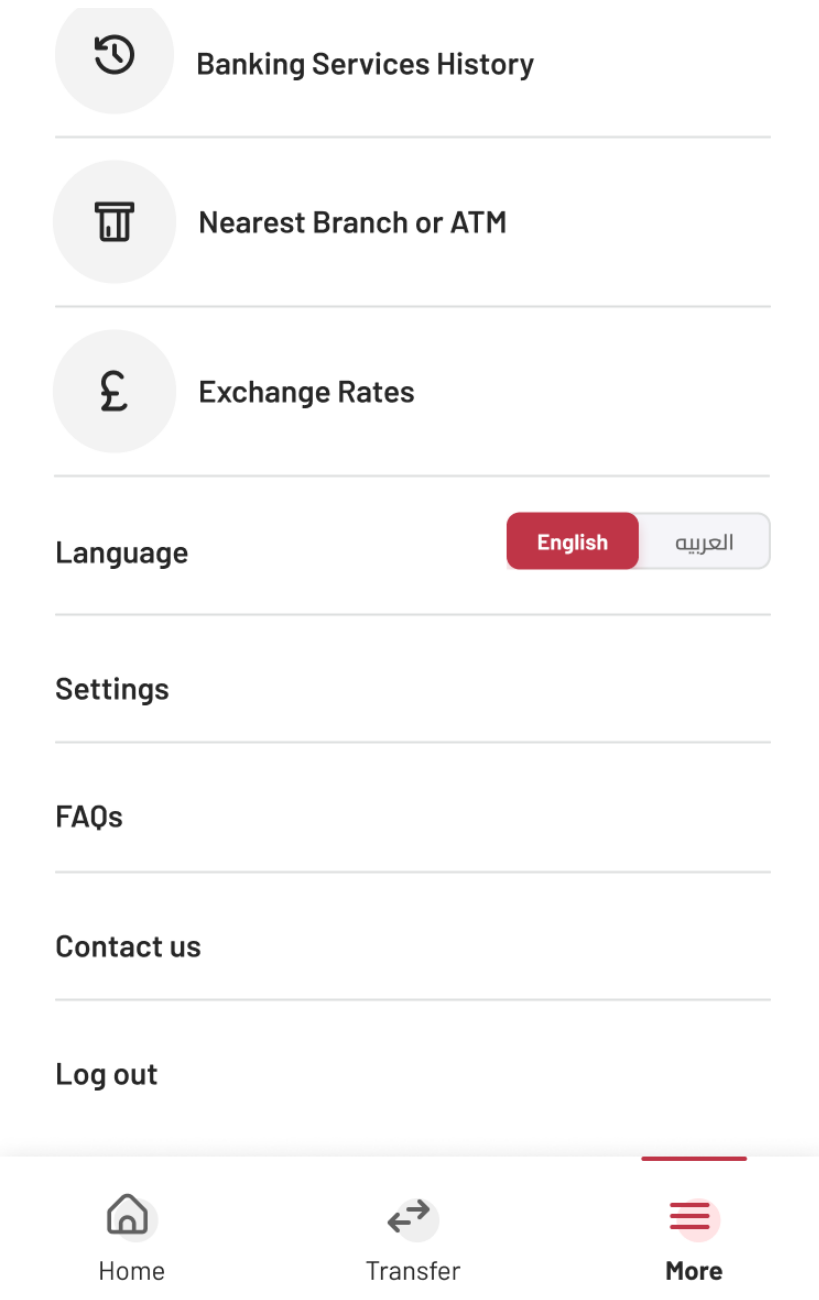 Banking Services History
Nearest Branch or ATM
£
Exchange Rates
Language
English
العربيه
Settings
FAQs
Contact us
Log out
Home
Transfer
More